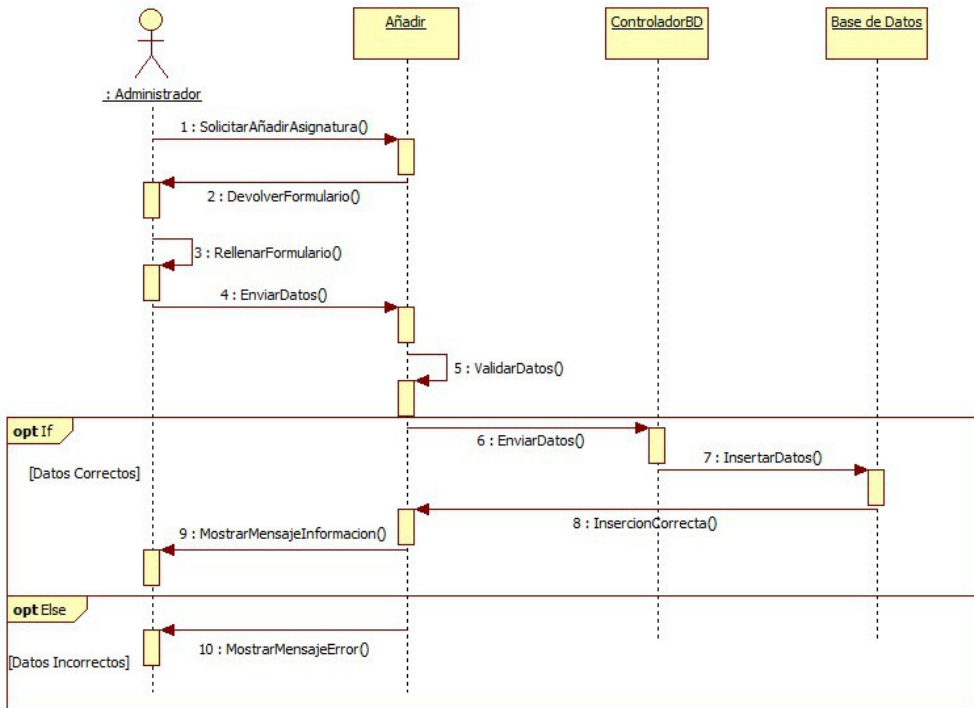 Añadir
ControladorBD
Base de Datos
: Administrador
1 : SolicitarAñadirAsignatura()
2 : DevolverFormulario()
3 : RellenarFormulario()
4 : EnviarDatos()
5 : ValidarDatos()
opt If
6 : EnviarDatos()
7 : InsertarDatos()
[Datos Correctos]
8 : InsercionCorrecta()
9 : MostrarMensajeInformacion()
opt Else
10 : MostrarMensajeError()
[Datos Incorrectos]